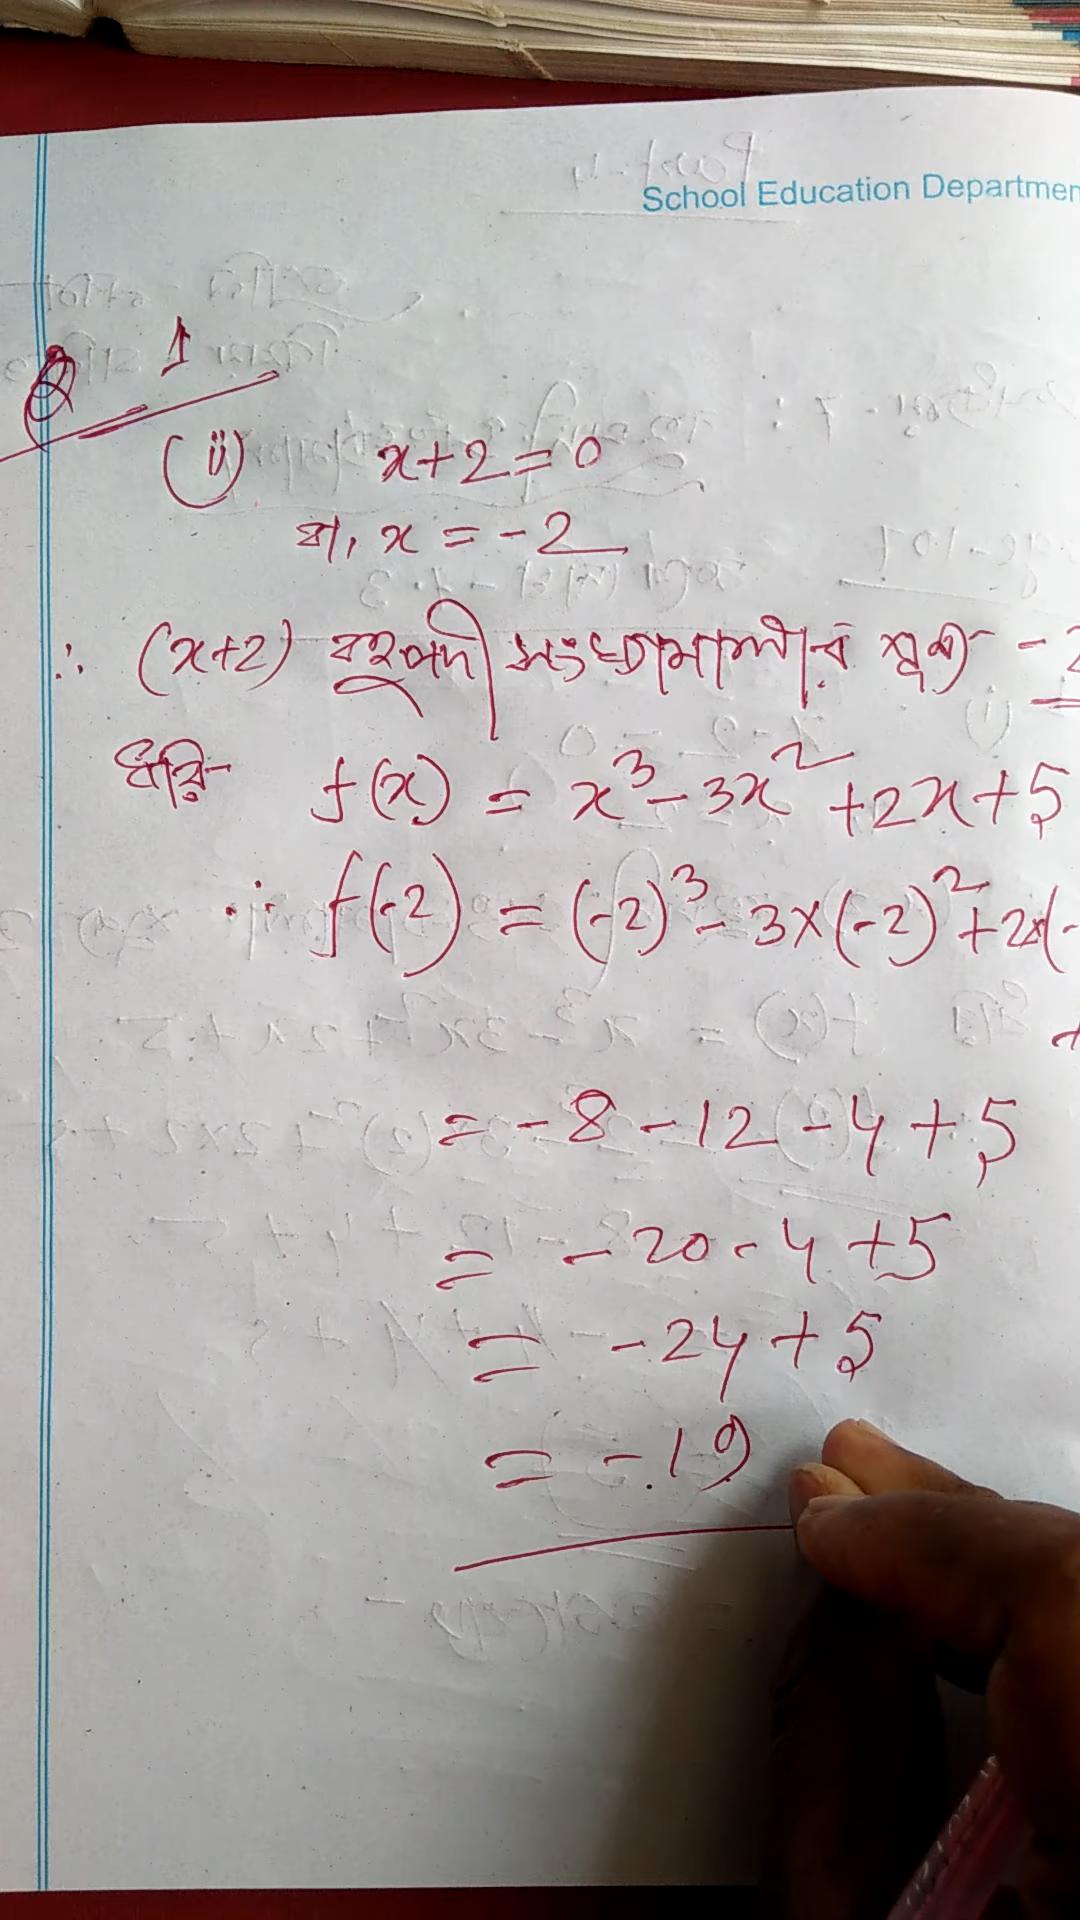 School Education Departmen
Q 1
(ii) x+2=0
বা, x = -2
∴ (x+2) বহুপদী সংখ্যামালার শূন্য -2
ধরি f(x) = x³ - 3x² + 2x + 5
∴ f(-2) = (-2)³ - 3×(-2)² + 2×(-
+
= -8 - 12 - 4 + 5
= -20 - 4 + 5
= -24 + 5
= -19